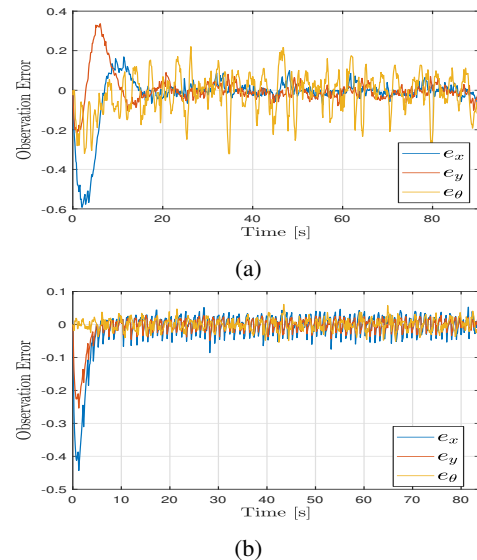 0.4
0.2
0
-0.2
-0.4
-0.6
Observation Error
0 20 40 60 80
Time [s]
e_x
e_y
e_θ
(a)
0.1
0
-0.1
-0.2
-0.3
-0.4
-0.5
Observation Error
0 10 20 30 40 50 60 70 80
Time [s]
e_x
e_y
e_θ
(b)